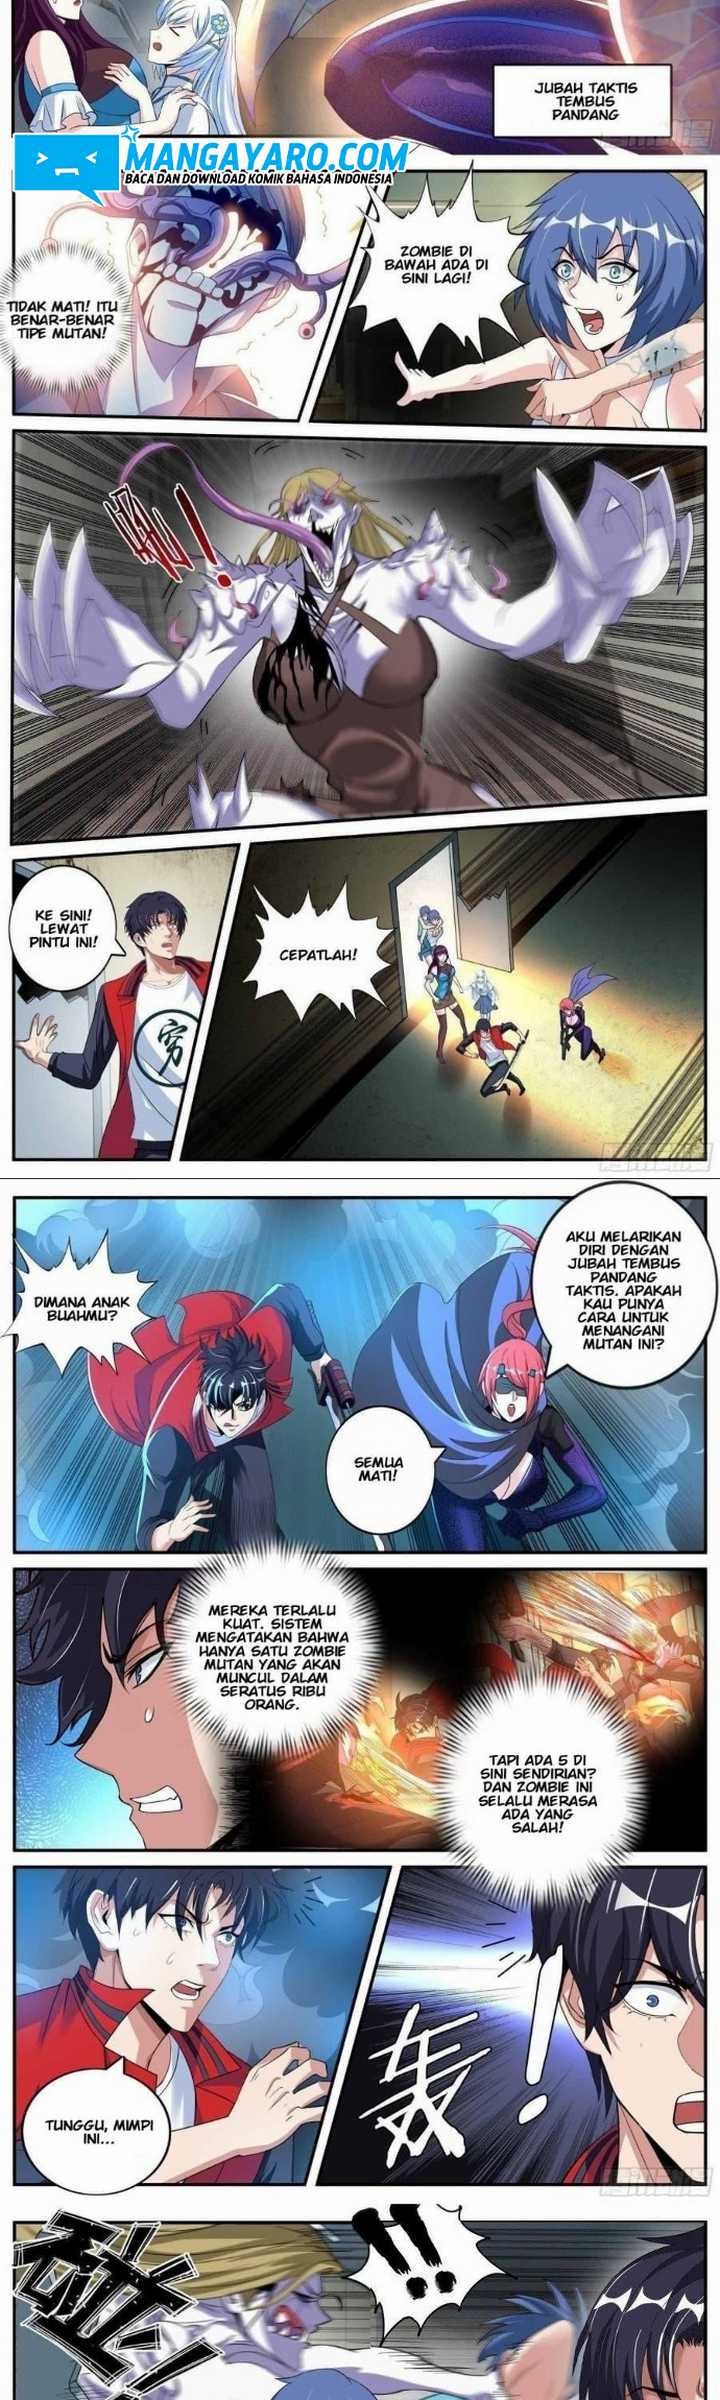 JUBAH TAKTIS
TEMBUS
PANDANG
MANGAYARO.COM
BACA DAN DOWNLOAD KOMIK BAHASA INDONESIA
TIDAK MATI! ITU
BENAR-BENAR
TIPE MUTAN!
ZOMBIE DI
BAWAH ADA DI
SINI LAGI!
KE SINI!
LEWAT
PINTU INI!
穷
CEPATLAH!
DIMANA ANAK
BUAHMU?
AKU MELARIKAN
DIRI DENGAN
JUBAH TEMBUS
PANDANG
TAKTIS. APAKAH
KAU PUNYA
CARA UNTUK
MENANGANI
MUTAN INI?
SEMUA
MATI!
MEREKA TERLALU
KUAT. SISTEM
MENGATAKAN BAHWA
HANYA SATU ZOMBIE
MUTAN YANG AKAN
MUNCUL DALAM
SERATUS RIBU
ORANG.
TAPI ADA 5 DI
SINI SENDIRIAN?
DAN ZOMBIE INI
SELALU MERASA
ADA YANG
SALAH!
TUNGGU, MIMPI
INI...
轰!
!!